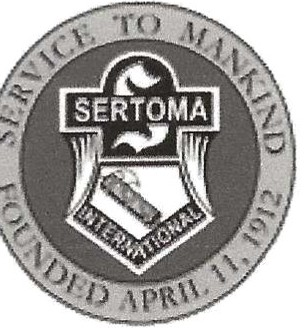 SERVICE TO MANKIND
SERTOMA
INTERNATIONAL
FOUNDED APRIL 11, 1912